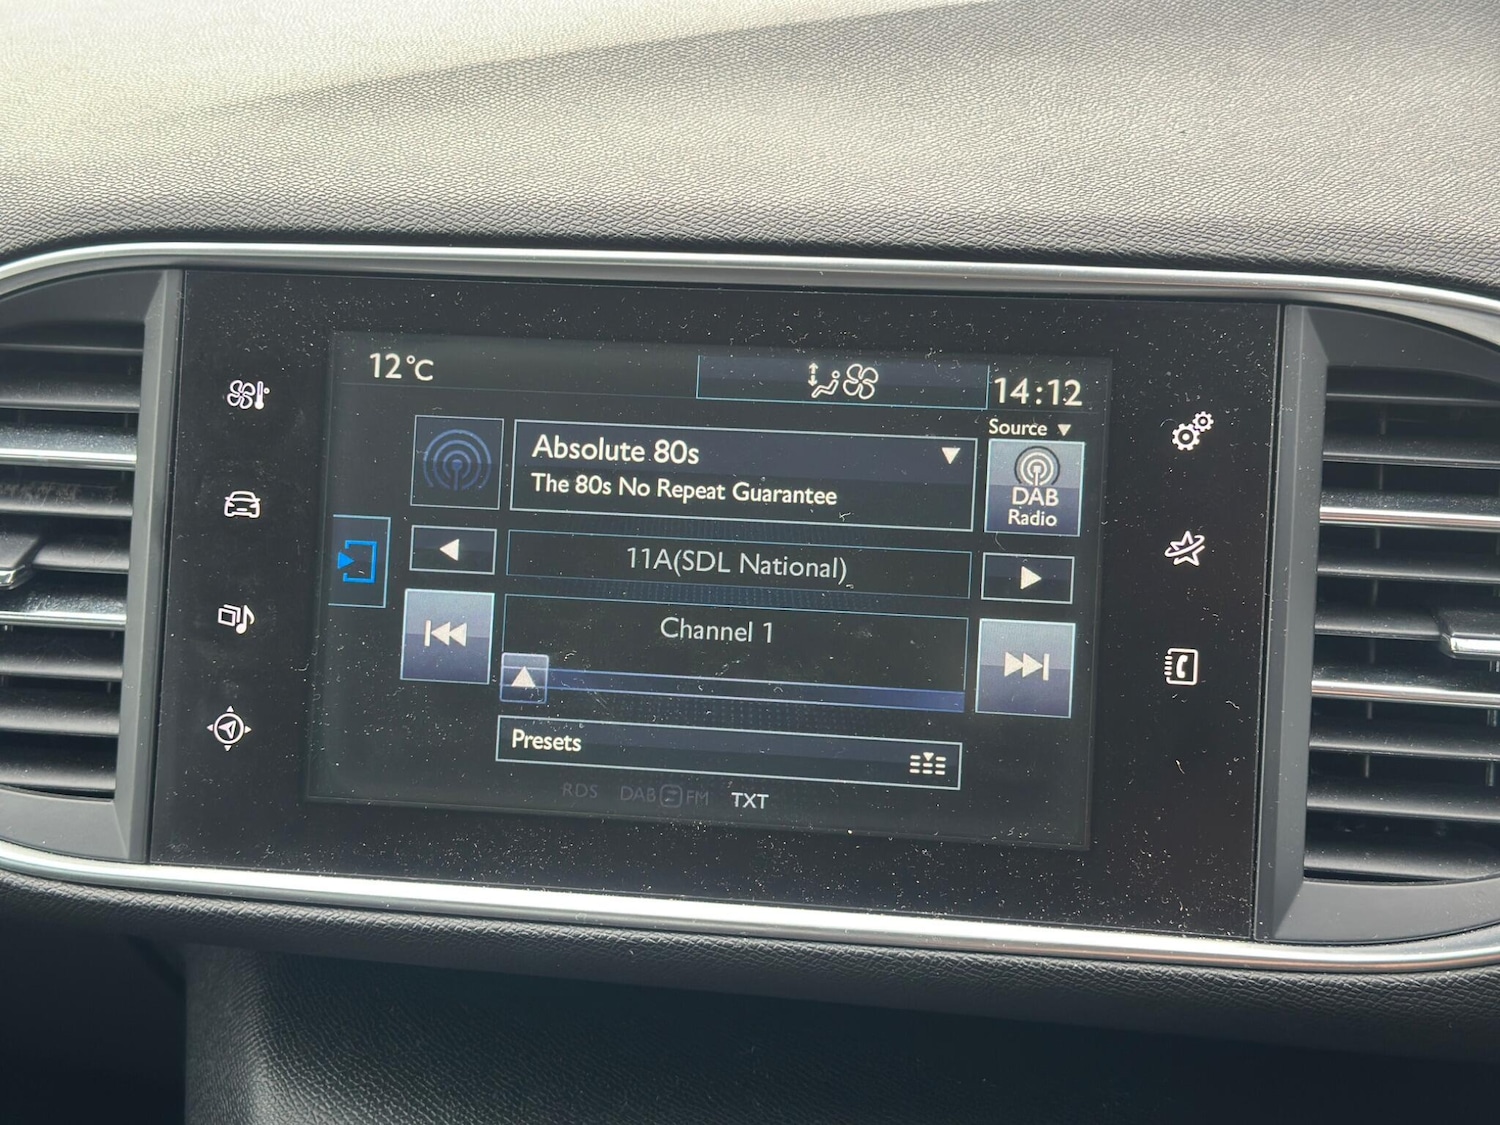 12°C
14:12
Source
Absolute 80s
The 80s No Repeat Guarantee
DAB
Radio
11A(SDL National)
Channel 1
Presets
RDS DAB FM TXT